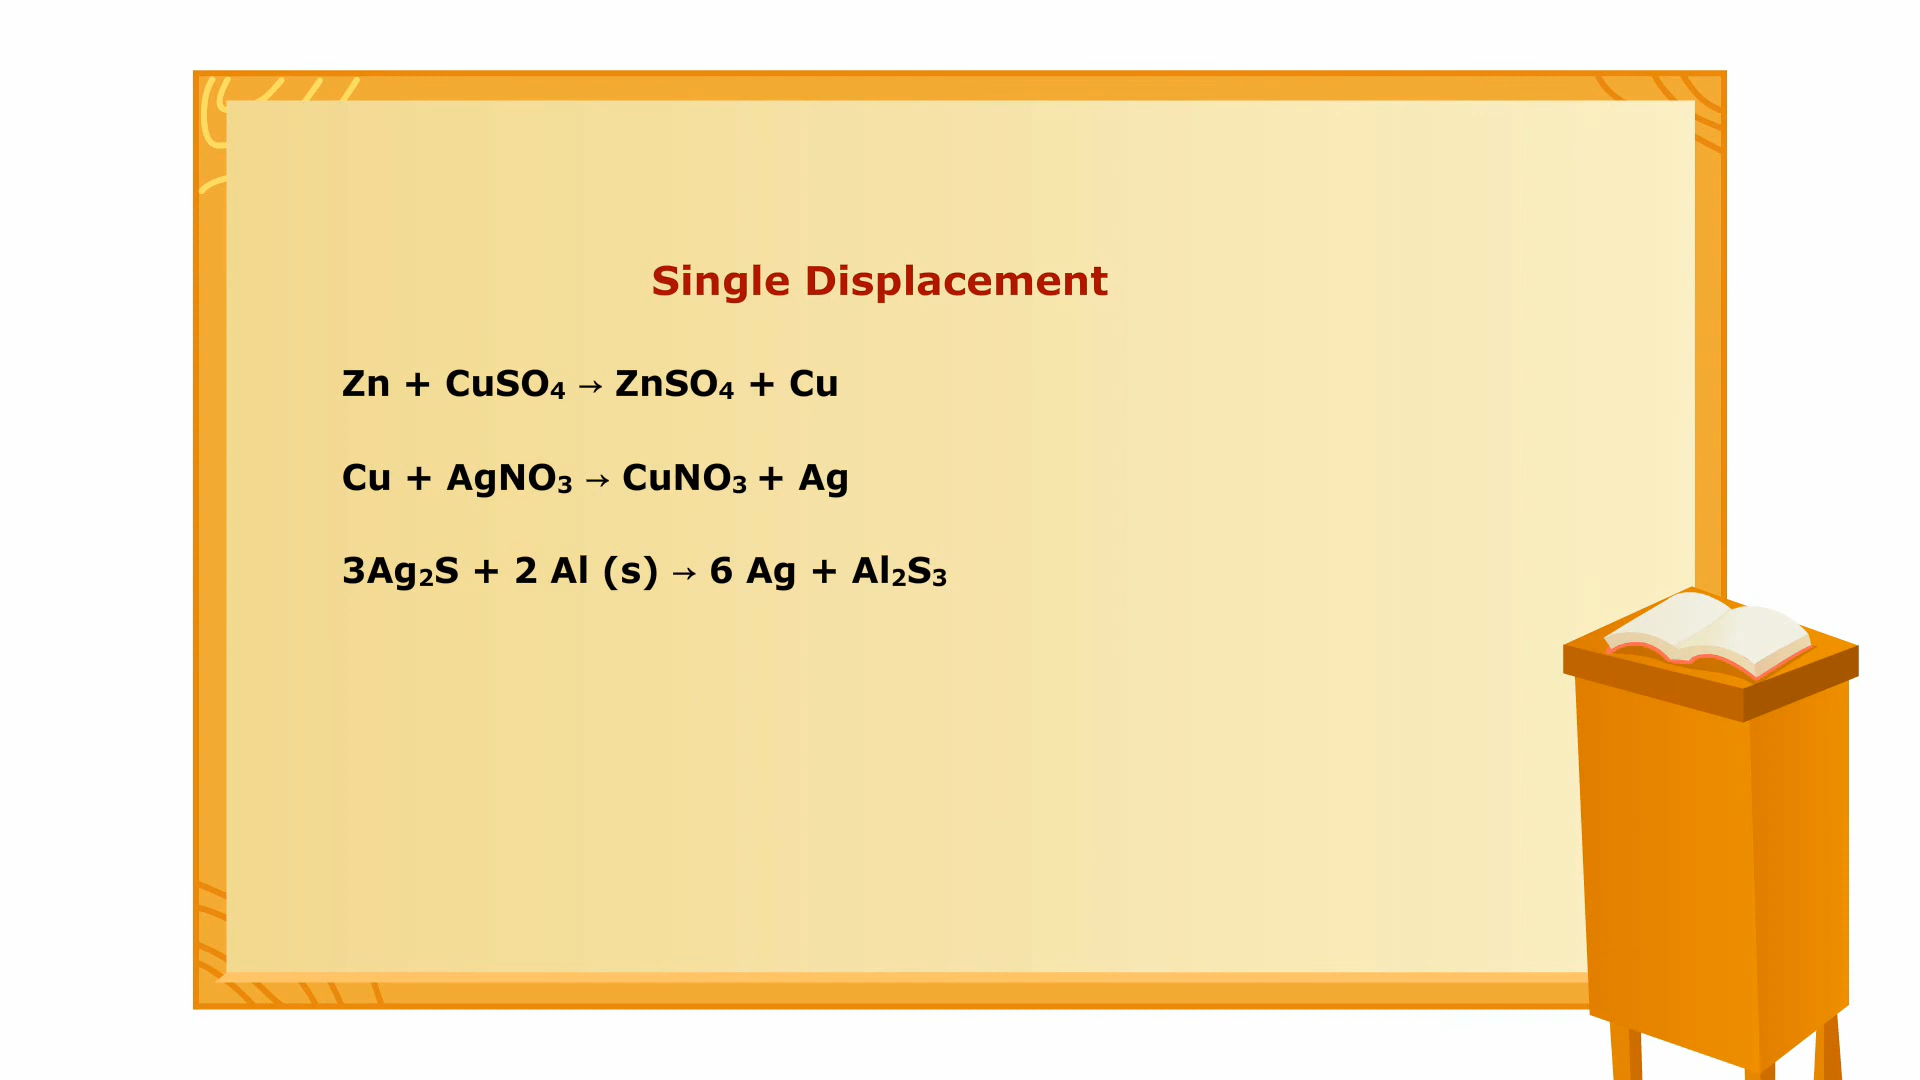 Single Displacement
Zn + CuSO₄ → ZnSO₄ + Cu
Cu + AgNO₃ → CuNO₃ + Ag
3Ag₂S + 2 Al (s) → 6 Ag + Al₂S₃